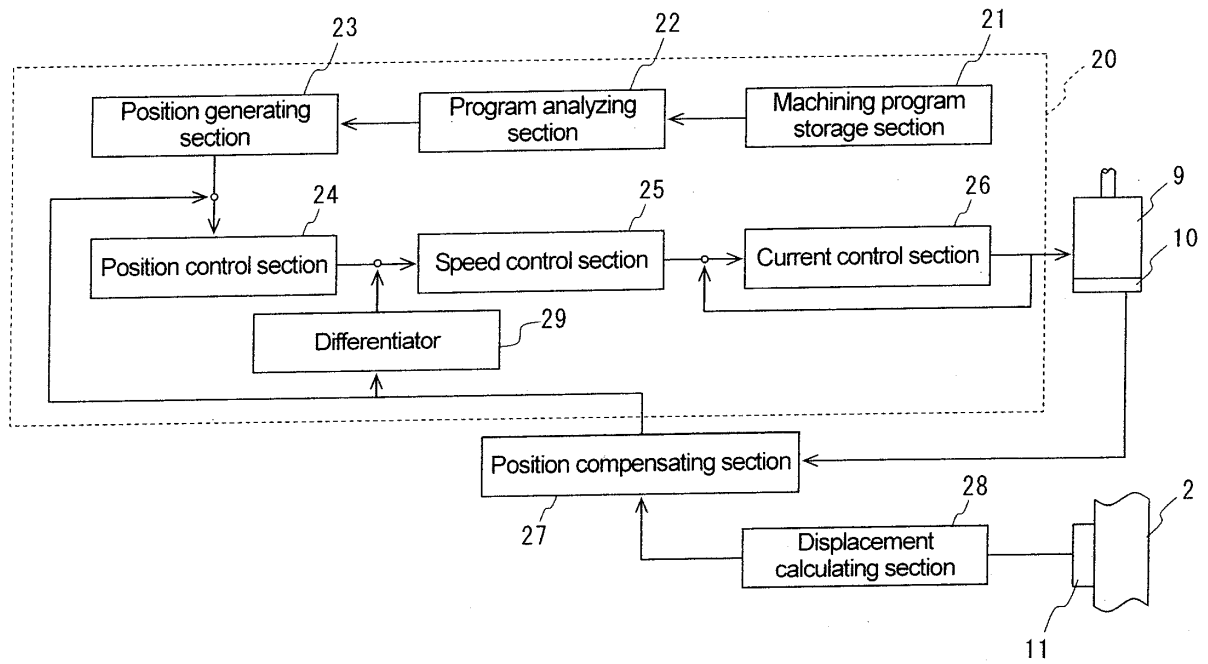 23
22
21
20
Position generating
section
Program analyzing
section
Machining program
storage section
24
25
26
9
10
Position control section
Speed control section
Current control section
29
Differentiator
Position compensating section
27
28
2
Displacement
calculating section
11